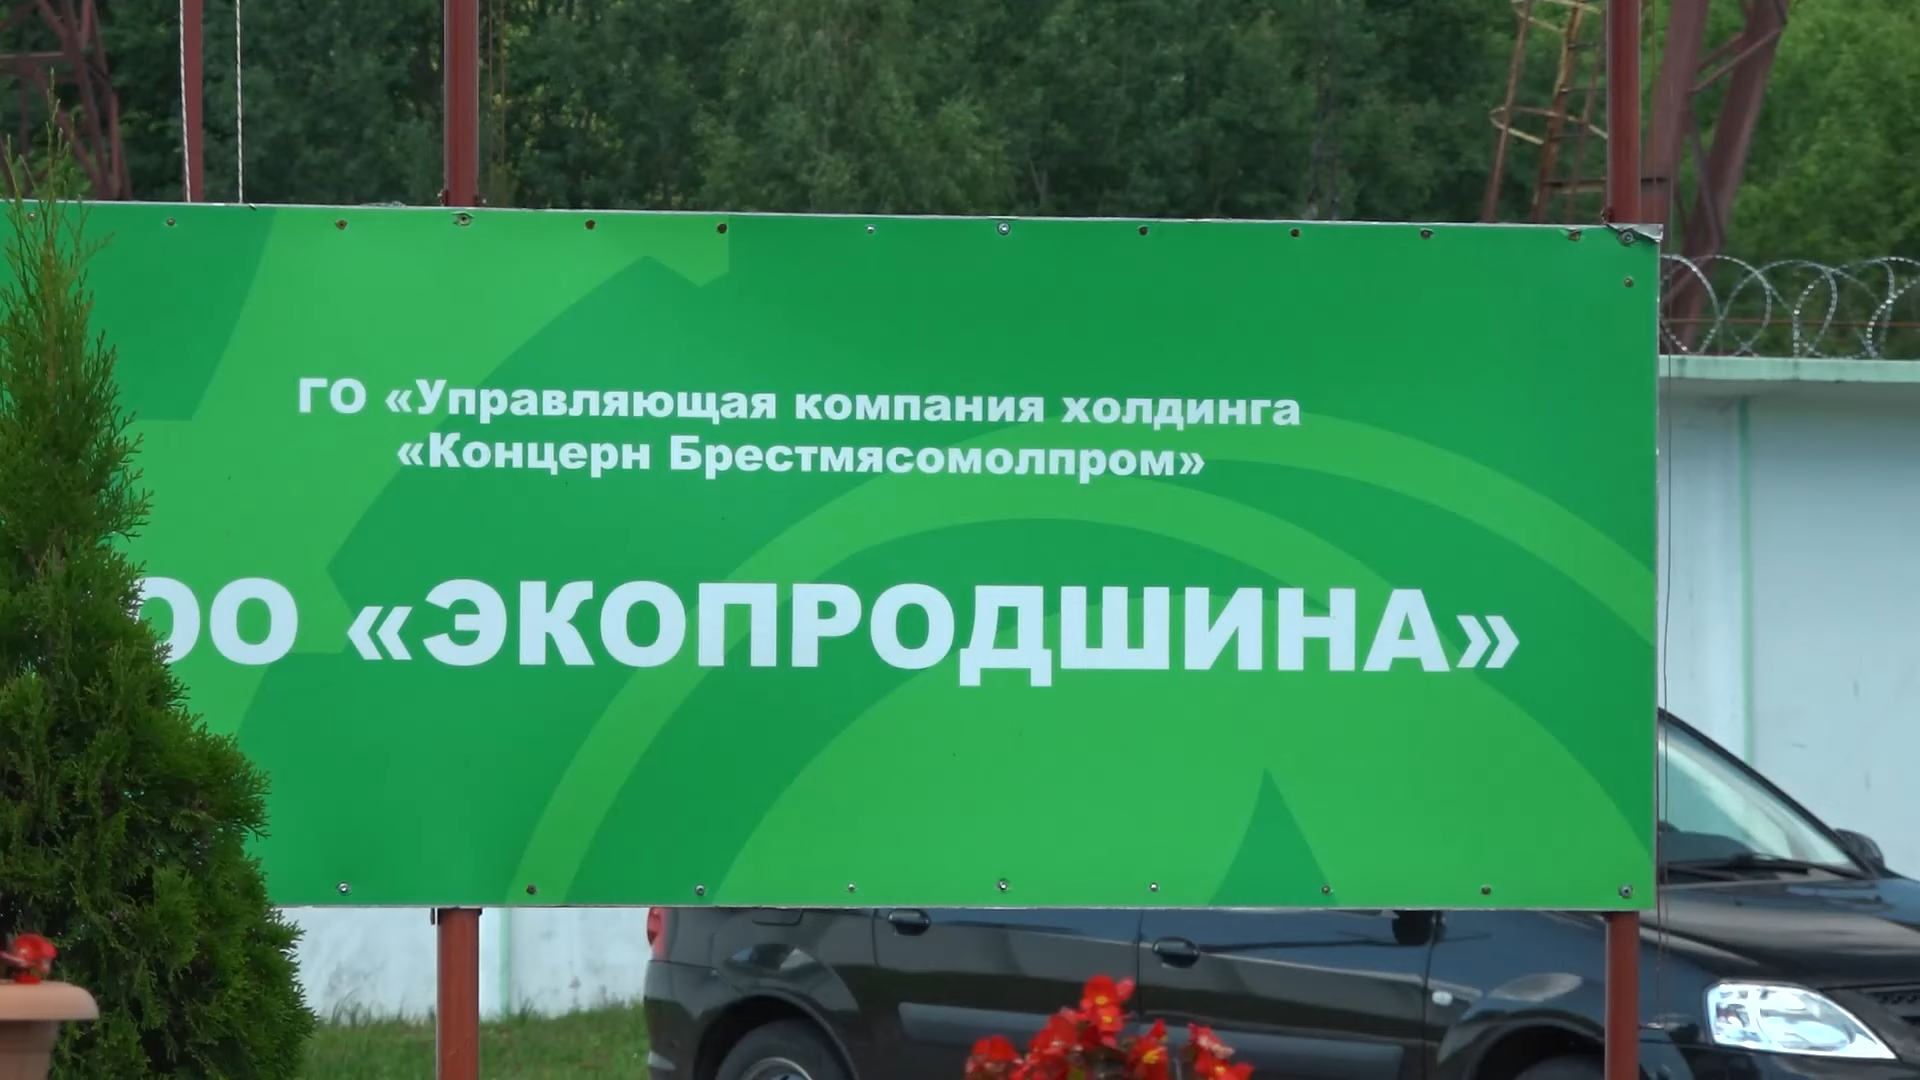 ГО «Управляющая компания холдинга
«Концерн Брестмясомолпром»
ОО «ЭКОПРОДШИНА»